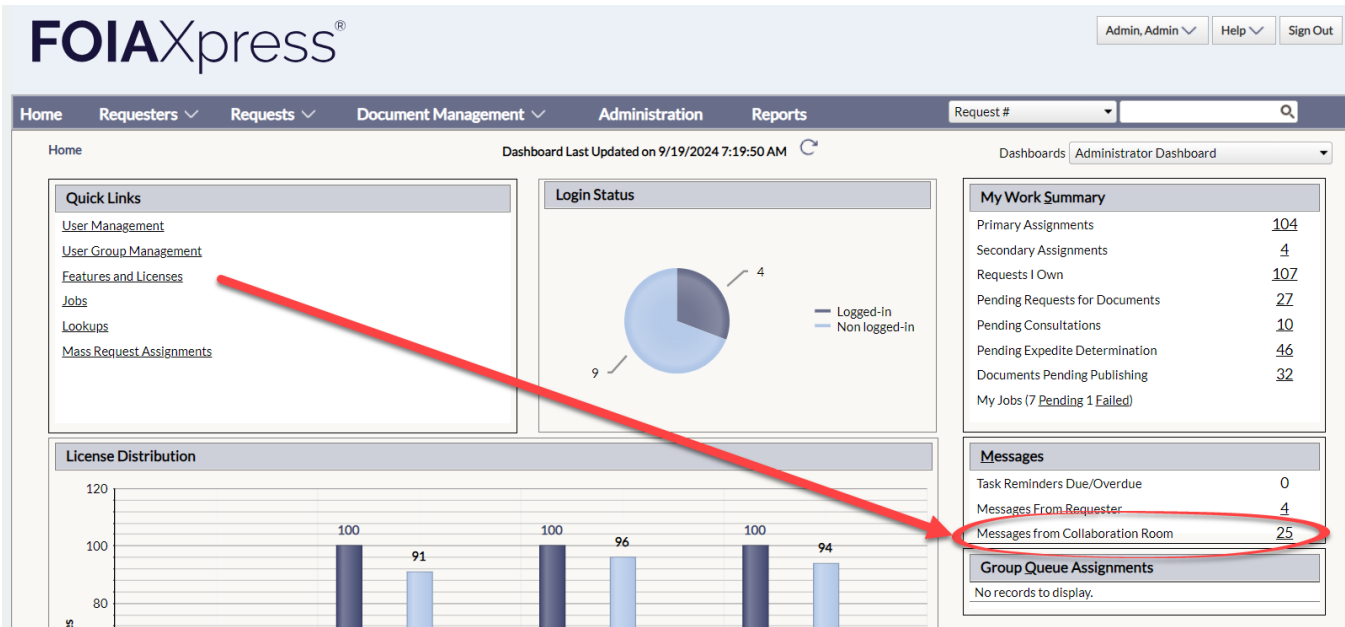 FOIAXpress®
Admin, Admin
Help
Sign Out
Home Requesters Requests Document Management Administration Reports
Request #
Home
Dashboard Last Updated on 9/19/2024 7:19:50 AM
Dashboards Administrator Dashboard
Quick Links
User Management
User Group Management
Features and Licenses
Jobs
Lookups
Mass Request Assignments
Login Status
4
9
Logged-in
Non logged-in
My Work Summary
Primary Assignments 104
Secondary Assignments 4
Requests I Own 107
Pending Requests for Documents 27
Pending Consultations 10
Pending Expedite Determination 46
Documents Pending Publishing 32
My Jobs (7 Pending 1 Failed)
License Distribution
120
100
80
100
91
100
96
100
94
Messages
Task Reminders Due/Overdue 0
Messages From Requester 4
Messages from Collaboration Room 25
Group Queue Assignments
No records to display.